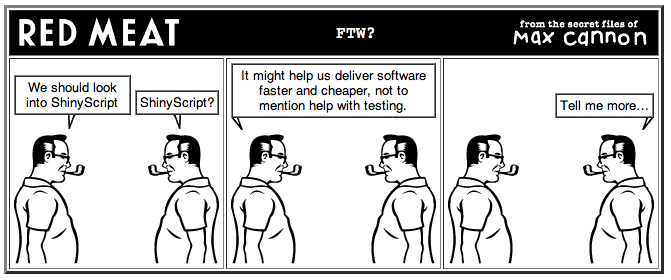 RED MEAT
FTW?
from the secret files of
Max Cannon
We should look
into ShinyScript
ShinyScript?
It might help us deliver software
faster and cheaper, not to
mention help with testing.
Tell me more...